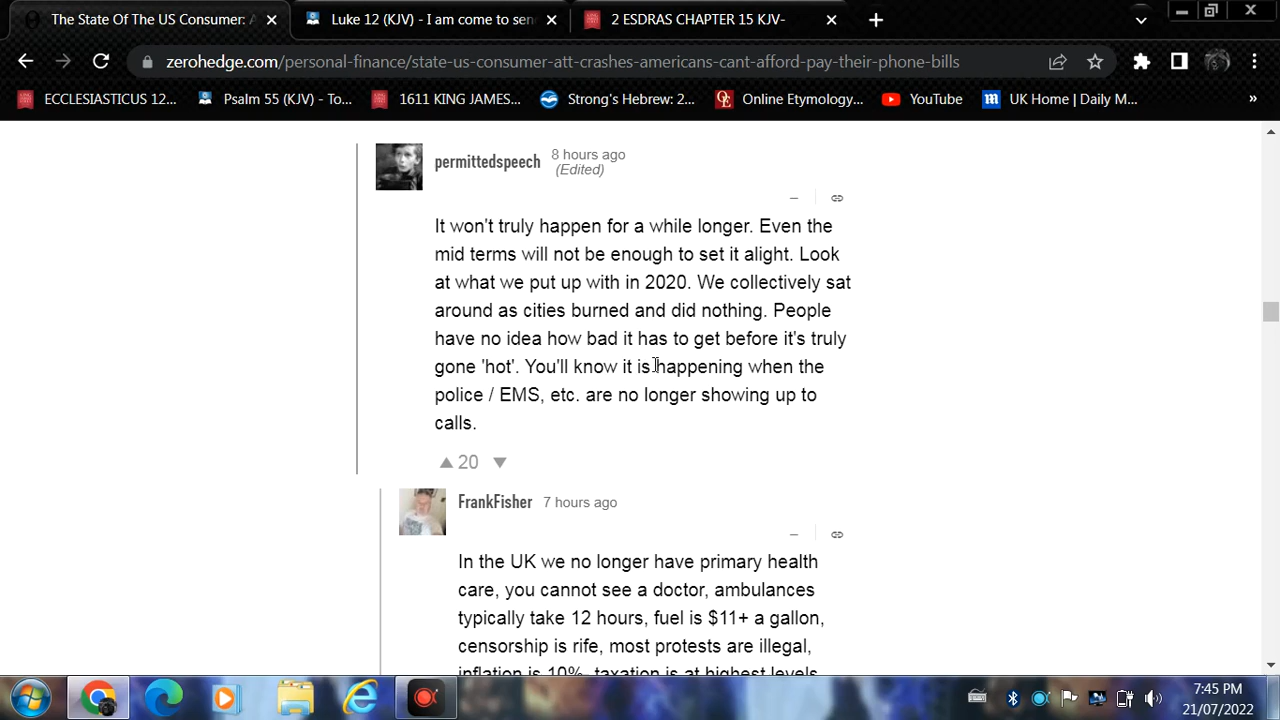 The State Of The US Consumer: A
Luke 12 (KJV) - I am come to sen
2 ESDRAS CHAPTER 15 KJV-
zerohedge.com/personal-finance/state-us-consumer-att-crashes-americans-cant-afford-pay-their-phone-bills
ECCLESIASTICUS 12...
Psalm 55 (KJV) - To...
1611 KING JAMES...
Strong's Hebrew: 2...
Online Etymology...
YouTube
UK Home | Daily M...
»
permittedspeech 8 hours ago
(Edited)
It won't truly happen for a while longer. Even the
mid terms will not be enough to set it alight. Look
at what we put up with in 2020. We collectively sat
around as cities burned and did nothing. People
have no idea how bad it has to get before it's truly
gone 'hot'. You'll know it is happening when the
police / EMS, etc. are no longer showing up to
calls.
20
FrankFisher 7 hours ago
In the UK we no longer have primary health
care, you cannot see a doctor, ambulances
typically take 12 hours, fuel is $11+ a gallon,
censorship is rife, most protests are illegal,
inflation is 10%, taxation is at highest levels
7:45 PM
21/07/2022